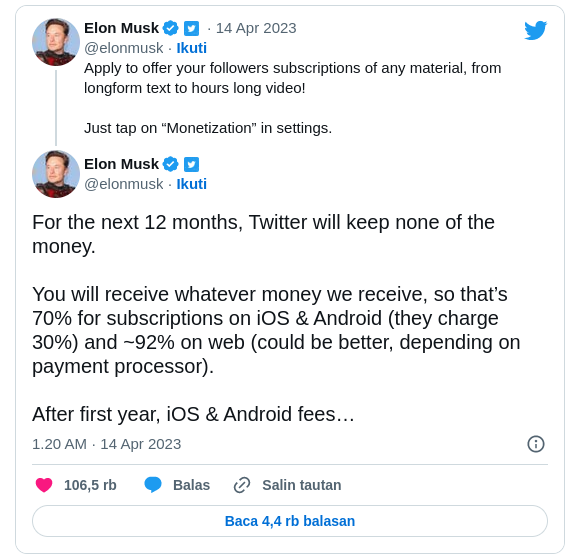 Elon Musk · 14 Apr 2023
@elonmusk · Ikuti
Apply to offer your followers subscriptions of any material, from
longform text to hours long video!
Just tap on “Monetization” in settings.
Elon Musk
@elonmusk · Ikuti
For the next 12 months, Twitter will keep none of the
money.
You will receive whatever money we receive, so that’s
70% for subscriptions on iOS & Android (they charge
30%) and ~92% on web (could be better, depending on
payment processor).
After first year, iOS & Android fees…
1.20 AM · 14 Apr 2023
106,5 rb Balas Salin tautan
Baca 4,4 rb balasan